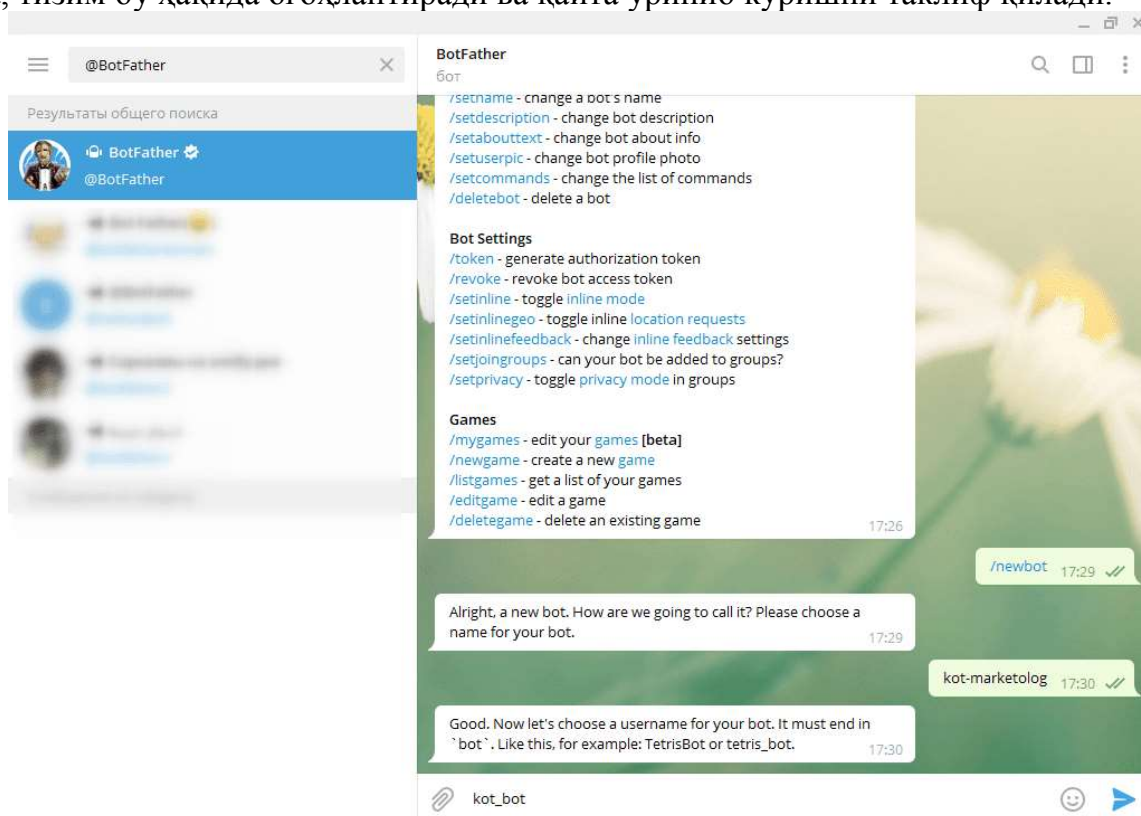 , тизим бу ҳақида огоҳлантиради ва қайта уриниб кўришни таклиф қилади.
@BotFather
Результаты общего поиска
BotFather
@BotFather
BotFather
бот
/setname - change a bot's name
/setdescription - change bot description
/setabouttext - change bot about info
/setuserpic - change bot profile photo
/setcommands - change the list of commands
/deletebot - delete a bot
Bot Settings
/token - generate authorization token
/revoke - revoke bot access token
/setinline - toggle inline mode
/setinlinegeo - toggle inline location requests
/setinlinefeedback - change inline feedback settings
/setjoingroups - can your bot be added to groups?
/setprivacy - toggle privacy mode in groups
Games
/mygames - edit your games [beta]
/newgame - create a new game
/listgames - get a list of your games
/editgame - edit a game
/deletegame - delete an existing game
17:26
/newbot 17:29
Alright, a new bot. How are we going to call it? Please choose a
name for your bot.
17:29
kot-marketolog 17:30
Good. Now let's choose a username for your bot. It must end in
`bot`. Like this, for example: TetrisBot or tetris_bot.
17:30
kot_bot